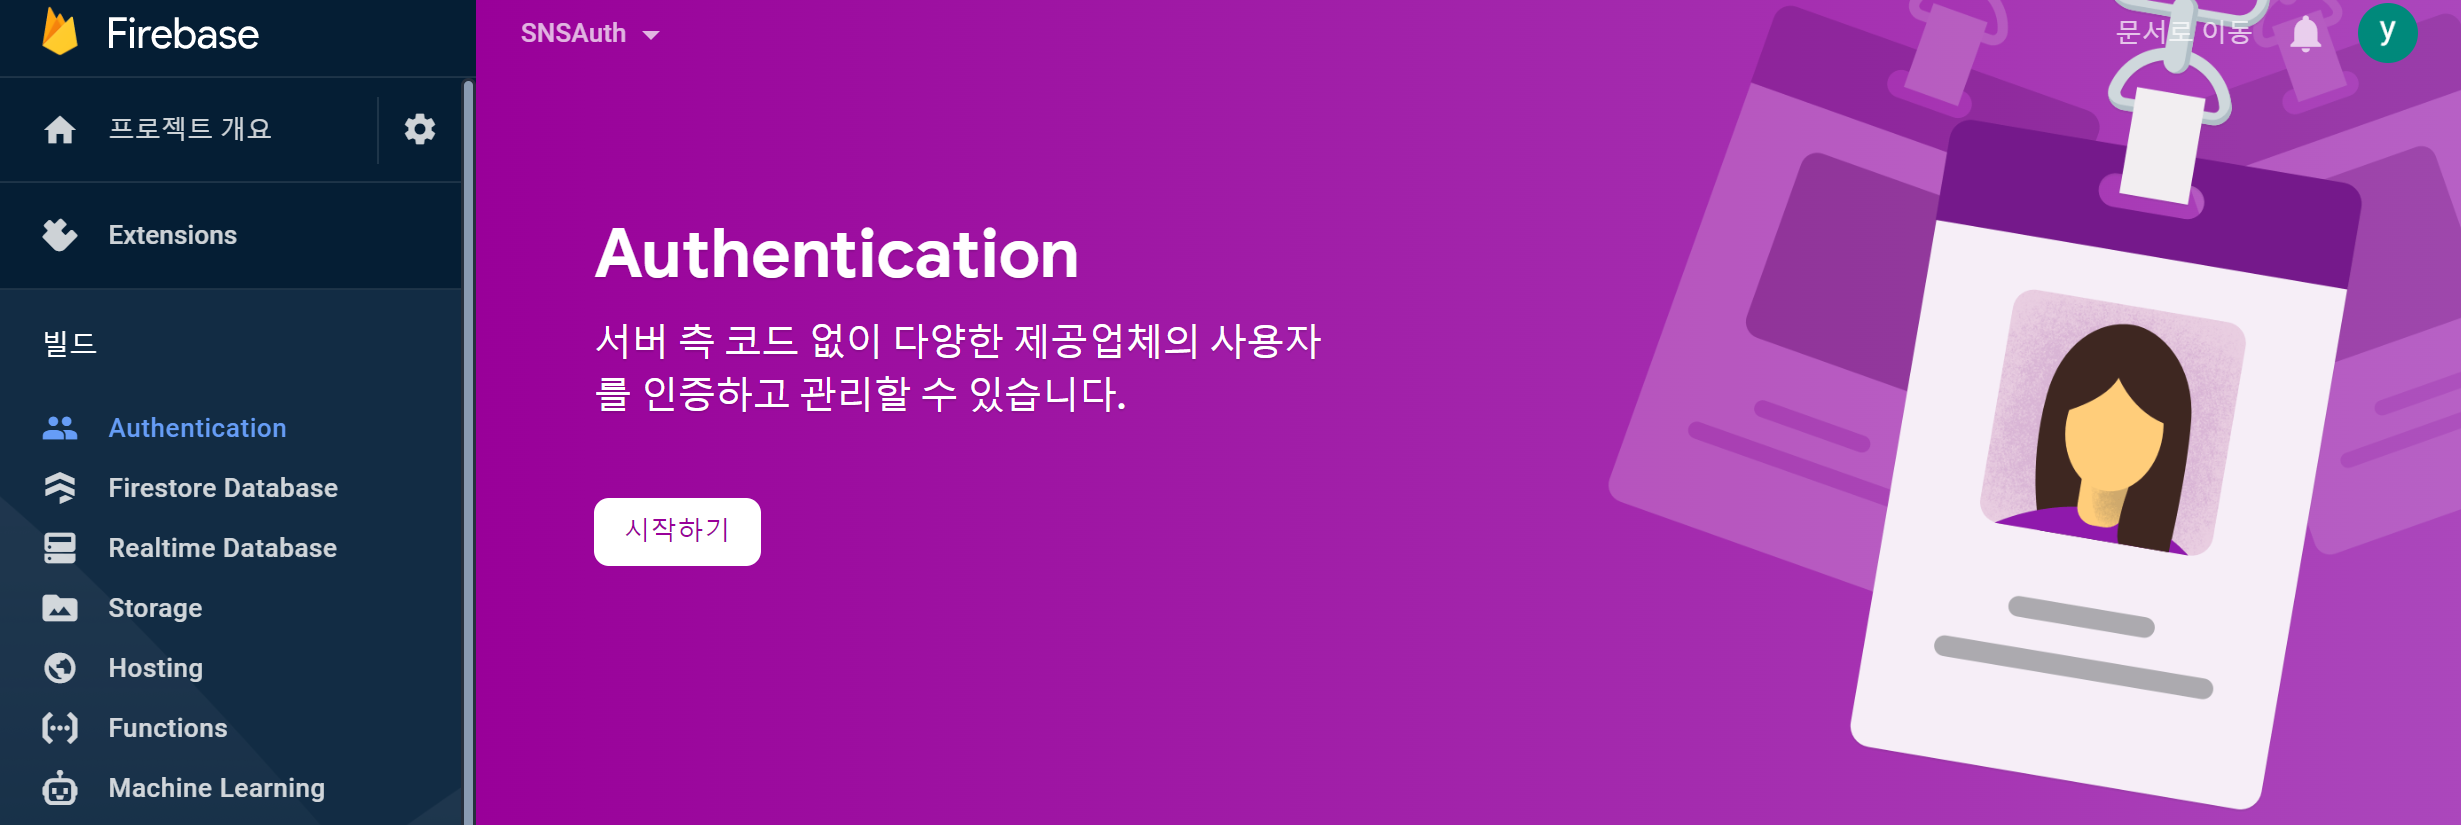 Firebase
프로젝트 개요
Extensions
빌드
Authentication
Firestore Database
Realtime Database
Storage
Hosting
Functions
Machine Learning
SNSAuth
문서로 이동
y
Authentication
서버 측 코드 없이 다양한 제공업체의 사용자
를 인증하고 관리할 수 있습니다.
시작하기